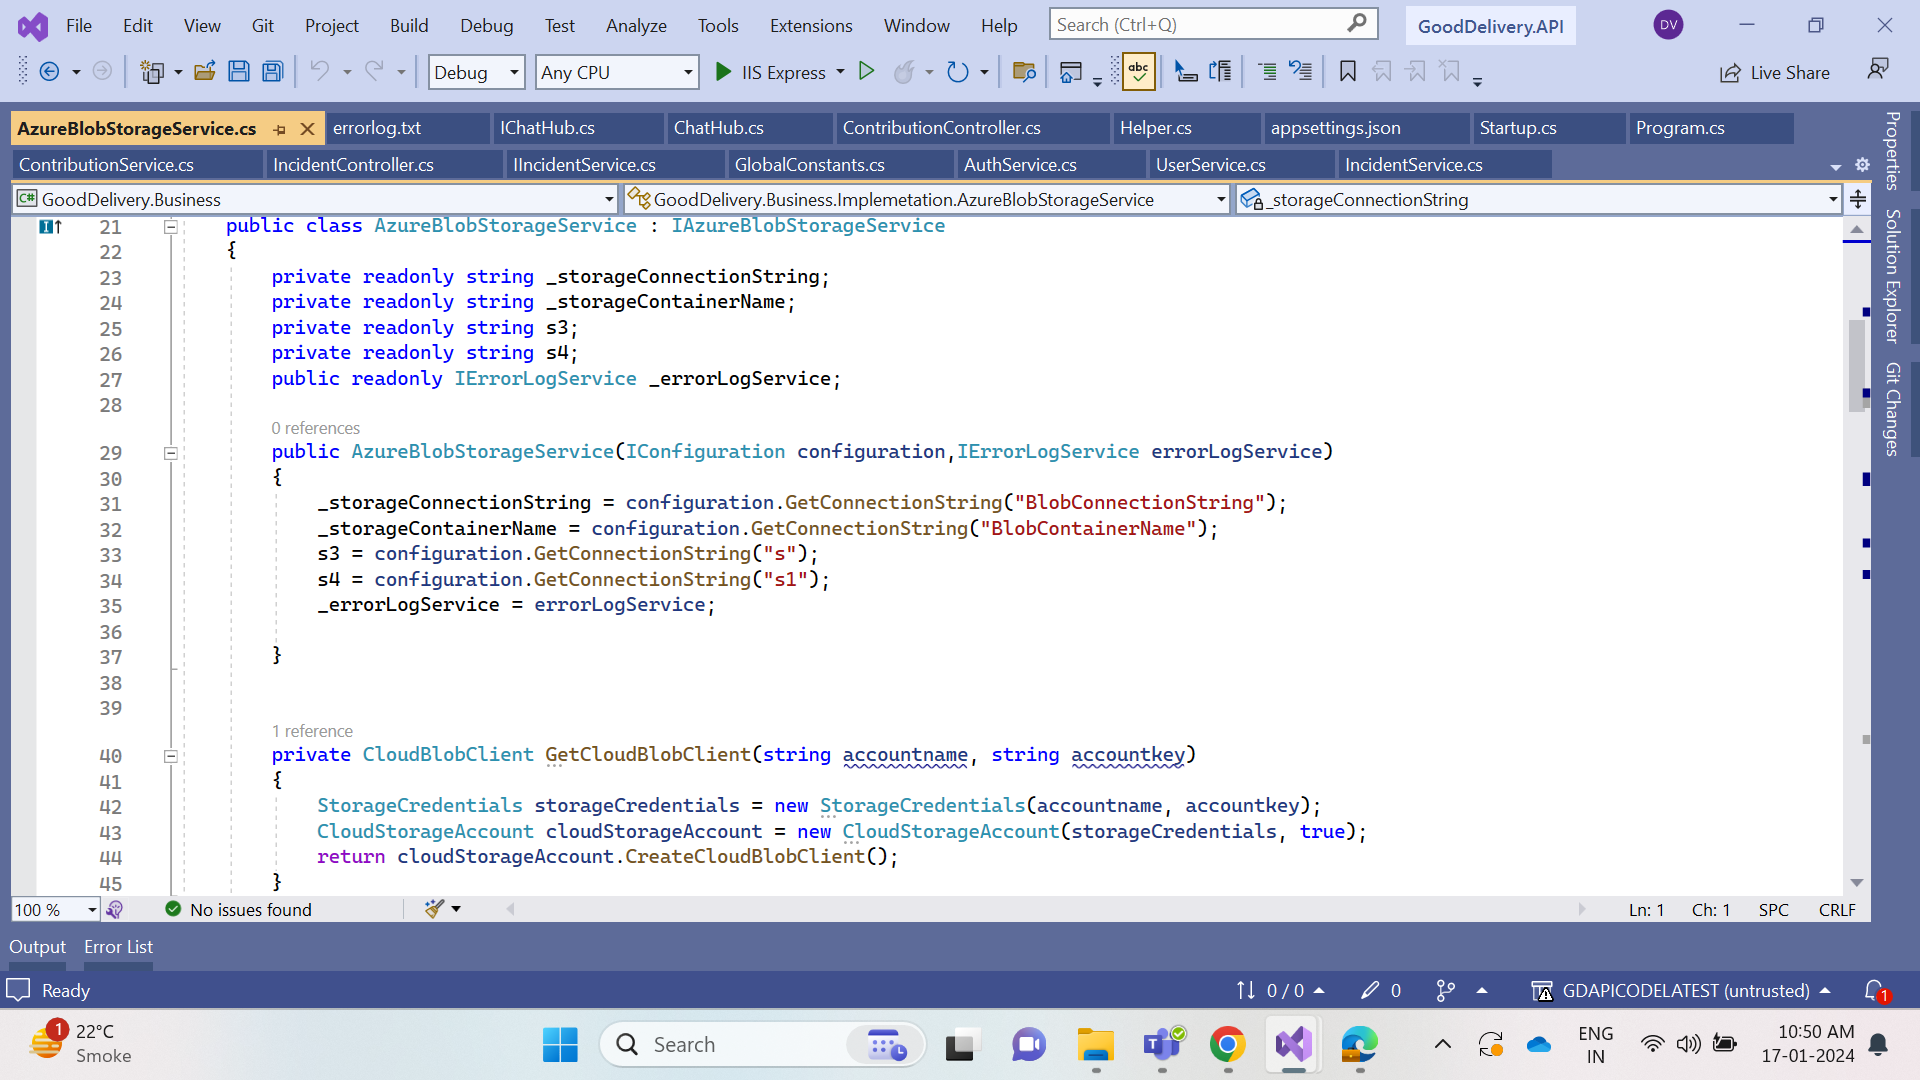 File Edit View Git Project Build Debug Test Analyze Tools Extensions Window Help Search (Ctrl+Q) GoodDelivery.API DV
Debug Any CPU IIS Express abc Live Share
AzureBlobStorageService.cs errorlog.txt IChatHub.cs ChatHub.cs ContributionController.cs Helper.cs appsettings.json Startup.cs Program.cs
ContributionService.cs IncidentController.cs IIncidentService.cs GlobalConstants.cs AuthService.cs UserService.cs IncidentService.cs
C# GoodDelivery.Business GoodDelivery.Business.Implemetation.AzureBlobStorageService _storageConnectionString
21 public class AzureBlobStorageService : IAzureBlobStorageService
22 {
23 private readonly string _storageConnectionString;
24 private readonly string _storageContainerName;
25 private readonly string s3;
26 private readonly string s4;
27 public readonly IErrorLogService _errorLogService;
28
0 references
29 public AzureBlobStorageService(IConfiguration configuration,IErrorLogService errorLogService)
30 {
31 _storageConnectionString = configuration.GetConnectionString("BlobConnectionString");
32 _storageContainerName = configuration.GetConnectionString("BlobContainerName");
33 s3 = configuration.GetConnectionString("s");
34 s4 = configuration.GetConnectionString("s1");
35 _errorLogService = errorLogService;
36
37 }
38
39
1 reference
40 private CloudBlobClient GetCloudBlobClient(string accountname, string accountkey)
41 {
42 StorageCredentials storageCredentials = new StorageCredentials(accountname, accountkey);
43 CloudStorageAccount cloudStorageAccount = new CloudStorageAccount(storageCredentials, true);
44 return cloudStorageAccount.CreateCloudBlobClient();
45 }
Properties
Solution Explorer
Git Changes
100 % No issues found Ln: 1 Ch: 1 SPC CRLF
Output Error List
Ready 0 / 0 0 GDAPICODELATEST (untrusted) 1
1 22°C
Smoke
Search
ENG
IN
10:50 AM
17-01-2024